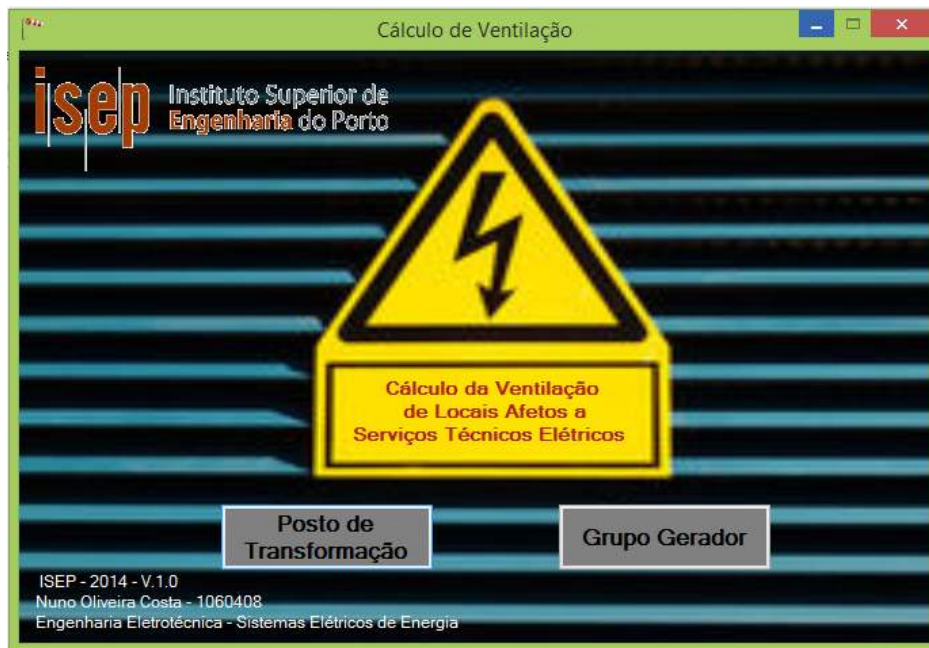 Cálculo de Ventilação
isep
Instituto Superior de
Engenharia do Porto
Cálculo da Ventilação
de Locais Afetos a
Serviços Técnicos Elétricos
Posto de
Transformação
Grupo Gerador
ISEP - 2014 - V.1.0
Nuno Oliveira Costa - 1060408
Engenharia Eletrotécnica - Sistemas Elétricos de Energia